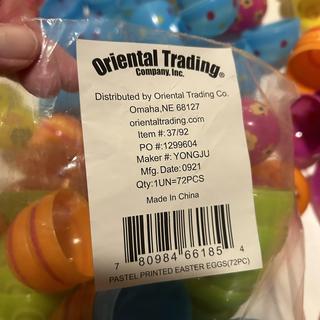 Oriental Trading®
Company, Inc.
Distributed by Oriental Trading Co.
Omaha,NE 68127
orientaltrading.com
Item #: 37/92
PO #:1299604
Maker #: YONGJU
Mfg. Date:0921
Qty:1UN=72PCS
Made In China
7 80984 66185 4
PASTEL PRINTED EASTER EGGS(72PC)